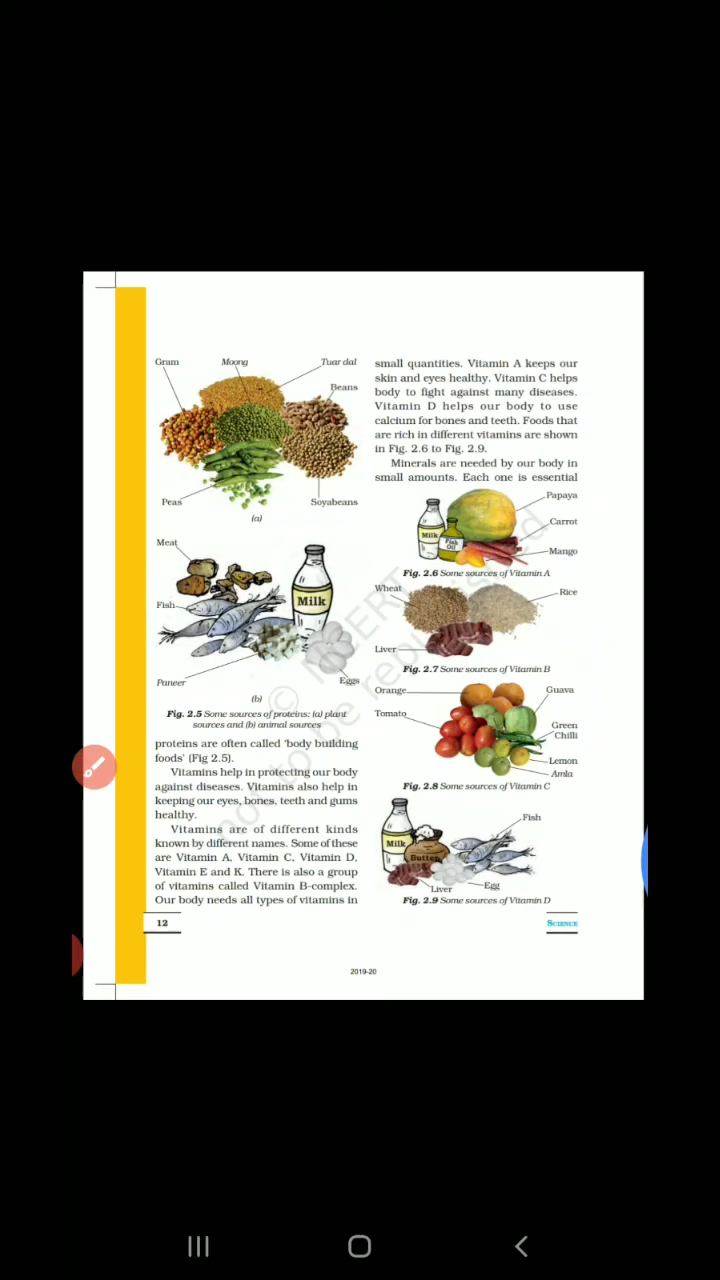 Gram
Moong
Tuar dal
Beans
Peas
Soyabeans
(a)
Meat
Fish
Milk
Paneer
Eggs
(b)
Fig. 2.5 Some sources of proteins: (a) plant
sources and (b) animal sources
proteins are often called 'body building
foods' (Fig 2.5).
Vitamins help in protecting our body
against diseases. Vitamins also help in
keeping our eyes, bones, teeth and gums
healthy.
Vitamins are of different kinds
known by different names. Some of these
are Vitamin A, Vitamin C, Vitamin D,
Vitamin E and K. There is also a group
of vitamins called Vitamin B-complex.
Our body needs all types of vitamins in
small quantities. Vitamin A keeps our
skin and eyes healthy. Vitamin C helps
body to fight against many diseases.
Vitamin D helps our body to use
calcium for bones and teeth. Foods that
are rich in different vitamins are shown
in Fig. 2.6 to Fig. 2.9.
Minerals are needed by our body in
small amounts. Each one is essential
Papaya
Carrot
Milk
Fish
Oil
Mango
Fig. 2.6 Some sources of Vitamin A
Wheat
Rice
Liver
Fig. 2.7 Some sources of Vitamin B
Orange
Guava
Tomato
Green
Chilli
Lemon
Amla
Fig. 2.8 Some sources of Vitamin C
Fish
Milk
Butter
Liver
Egg
Fig. 2.9 Some sources of Vitamin D
12
SCIENCE
2019-20
© NCERT
not to be republished